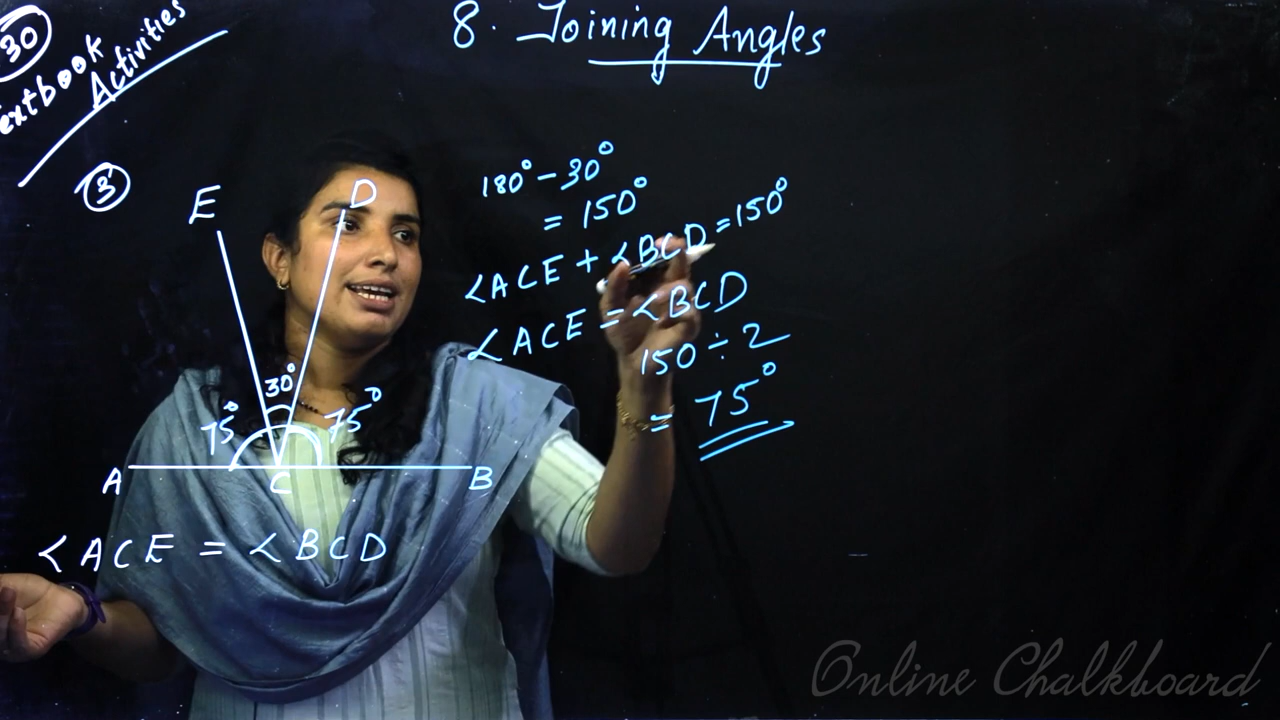 30
Textbook
Activities
8. Joining Angles
3
E
D
30°
75°
75°
A
C
B
<ACE = <BCD
180° - 30°
= 150°
<ACE + <BCD = 150°
<ACE = <BCD
150 ÷ 2
= 75°
Online Chalkboard